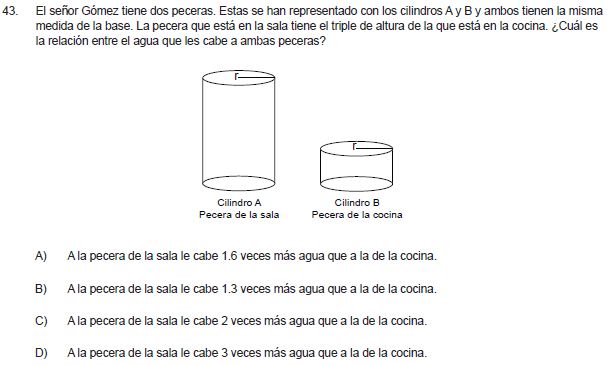 43. El señor Gómez tiene dos peceras. Estas se han representado con los cilindros A y B y ambos tienen la misma
medida de la base. La pecera que está en la sala tiene el triple de altura de la que está en la cocina. ¿Cuál es
la relación entre el agua que les cabe a ambas peceras?
r
r
Cilindro A
Pecera de la sala
Cilindro B
Pecera de la cocina
A) A la pecera de la sala le cabe 1.6 veces más agua que a la de la cocina.
B) A la pecera de la sala le cabe 1.3 veces más agua que a la de la cocina.
C) A la pecera de la sala le cabe 2 veces más agua que a la de la cocina.
D) A la pecera de la sala le cabe 3 veces más agua que a la de la cocina.